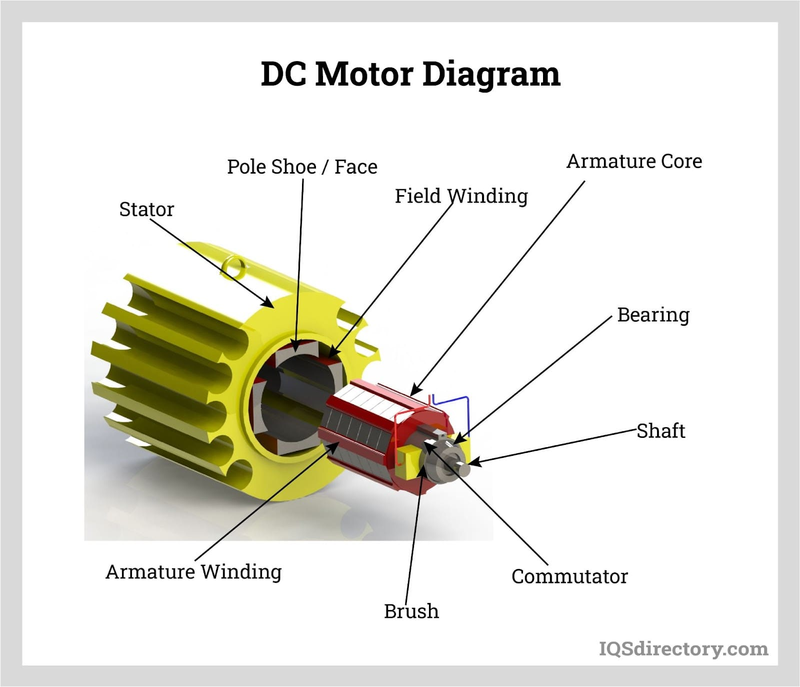 DC Motor Diagram
Pole Shoe / Face
Armature Core
Field Winding
Stator
Bearing
Shaft
Armature Winding
Commutator
Brush
IQSdirectory.com